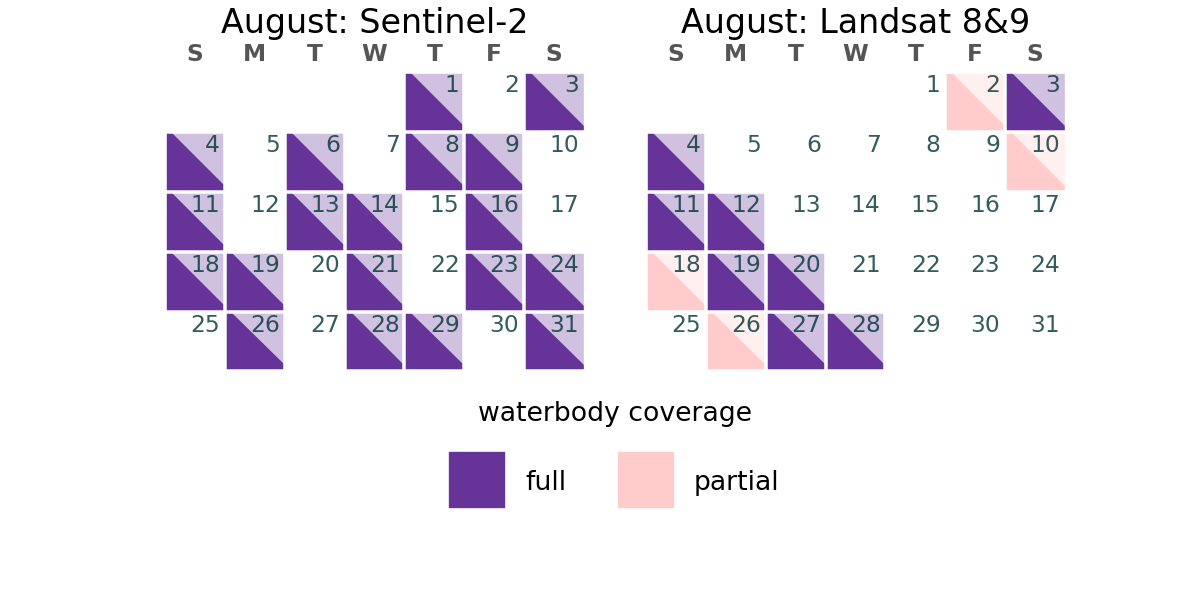 August: Sentinel-2
S M T W T F S
1 2 3
4 5 6 7 8 9 10
11 12 13 14 15 16 17
18 19 20 21 22 23 24
25 26 27 28 29 30 31
August: Landsat 8&9
S M T W T F S
1 2 3
4 5 6 7 8 9 10
11 12 13 14 15 16 17
18 19 20 21 22 23 24
25 26 27 28 29 30 31
waterbody coverage
full partial